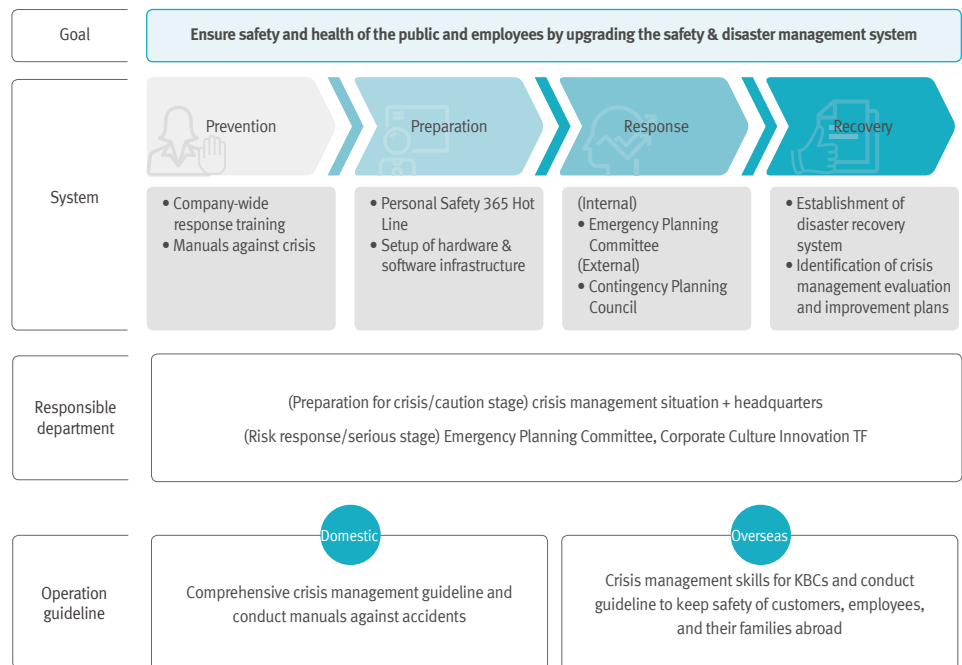 Goal
Ensure safety and health of the public and employees by upgrading the safety & disaster management system
System
Prevention
Preparation
Response
Recovery
• Company-wide
response training
• Manuals against crisis
• Personal Safety 365 Hot
Line
• Setup of hardware &
software infrastructure
(Internal)
• Emergency Planning
Committee
(External)
• Contingency Planning
Council
• Establishment of
disaster recovery
system
• Identification of crisis
management evaluation
and improvement plans
Responsible
department
(Preparation for crisis/caution stage) crisis management situation + headquarters
(Risk response/serious stage) Emergency Planning Committee, Corporate Culture Innovation TF
Operation
guideline
Domestic
Comprehensive crisis management guideline and
conduct manuals against accidents
Overseas
Crisis management skills for KBCs and conduct
guideline to keep safety of customers, employees,
and their families abroad